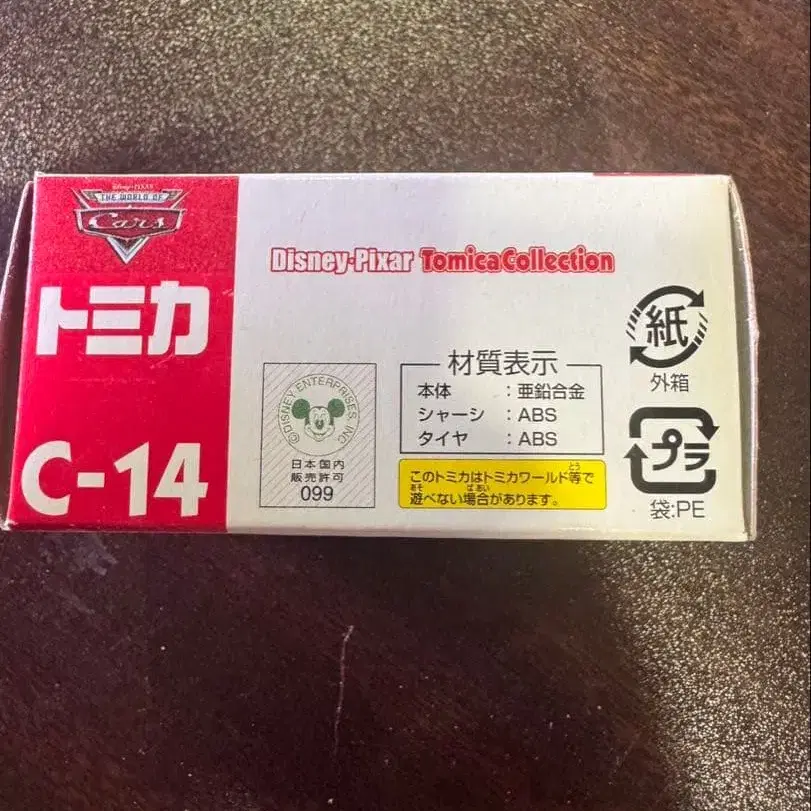 Disney·PIXAR
THE WORLD OF
Cars
トミカ
C-14
Disney·Pixar TomicaCollection
©DISNEY ENTERPRISES, INC
日本国内
販売許可
099
材質表示
本体 :亜鉛合金
シャーシ :ABS
タイヤ :ABS
このトミカはトミカワールド等で
遊べない場合があります。
紙
外箱
プラ
袋:PE